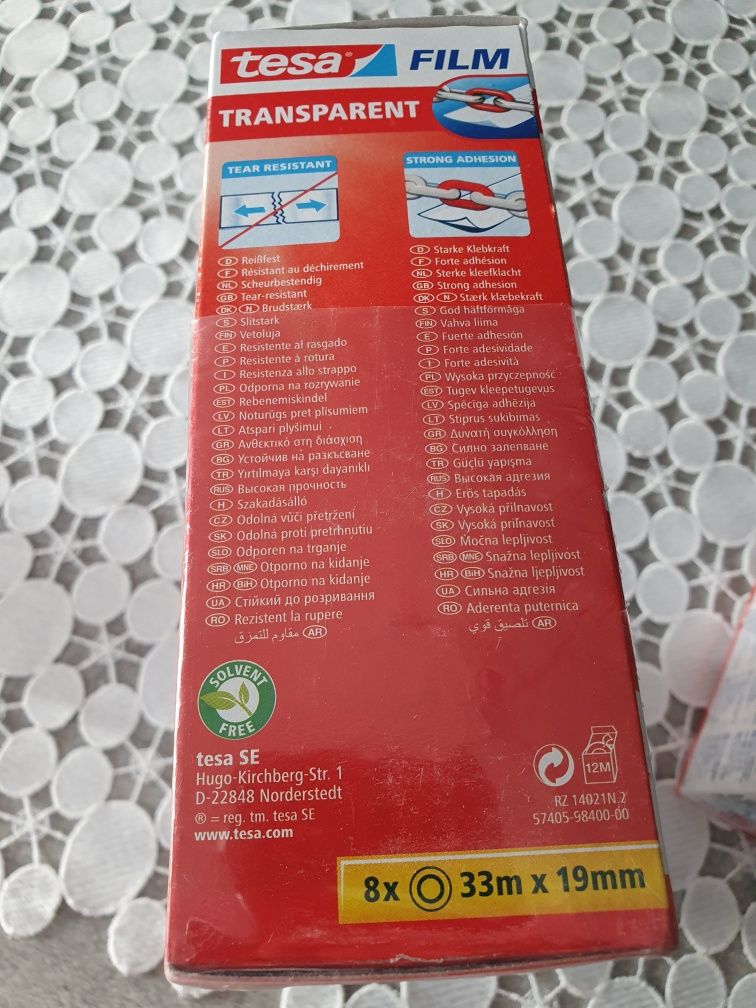 tesa® FILM
TRANSPARENT
TEAR RESISTANT
D Reißfest
F Résistant au déchirement
NL Scheurbestendig
GB Tear-resistant
DK N Brudstærk
S Slitstark
FIN Vetoluja
E Resistente al rasgado
P Resistente à rotura
I Resistenza allo strappo
PL Odporna na rozrywanie
EST Rebenemiskindel
LV Noturīgs pret plīsumiem
LT Atspari plyšimui
GR Ανθεκτικό στη διάσχιση
BG Устойчив на разкъсване
TR Yırtılmaya karşı dayanıklı
RUS Высокая прочность
H Szakadásálló
CZ Odolná vůči přetržení
SK Odolná proti pretrhnutiu
SLO Odporen na trganje
SRB MNE Otporno na kidanje
HR BIH Otporno na kidanje
UA Стійкий до розривання
RO Rezistent la rupere
AR مقاوم للتمزق
STRONG ADHESION
D Starke Klebkraft
F Forte adhésion
NL Sterke kleefklacht
GB Strong adhesion
DK N Stærk klæbekraft
S God häftförmåga
FIN Vahva liima
E Fuerte adhesión
P Forte adesividade
I Forte adesività
PL Wysoka przyczepność
EST Tugev kleepetugevus
LV Spēcīga adhēzija
LT Stiprus sukibimas
GR Δυνατή συγκόλληση
BG Силно залепване
TR Güçlü yapışma
RUS Высокая адгезия
H Erős tapadás
CZ Vysoká přilnavost
SK Vysoká priľnavosť
SLO Močna lepljivost
SRB MNE Snažna lepljivost
HR BIH Snažna ljepljivost
UA Сильна адгезія
RO Aderenta puternica
AR تلصيق قوي
SOLVENT
FREE
tesa SE
Hugo-Kirchberg-Str. 1
D-22848 Norderstedt
® = reg. tm. tesa SE
www.tesa.com
12M
RZ 14021N.2
57405-98400-00
8x 33m x 19mm